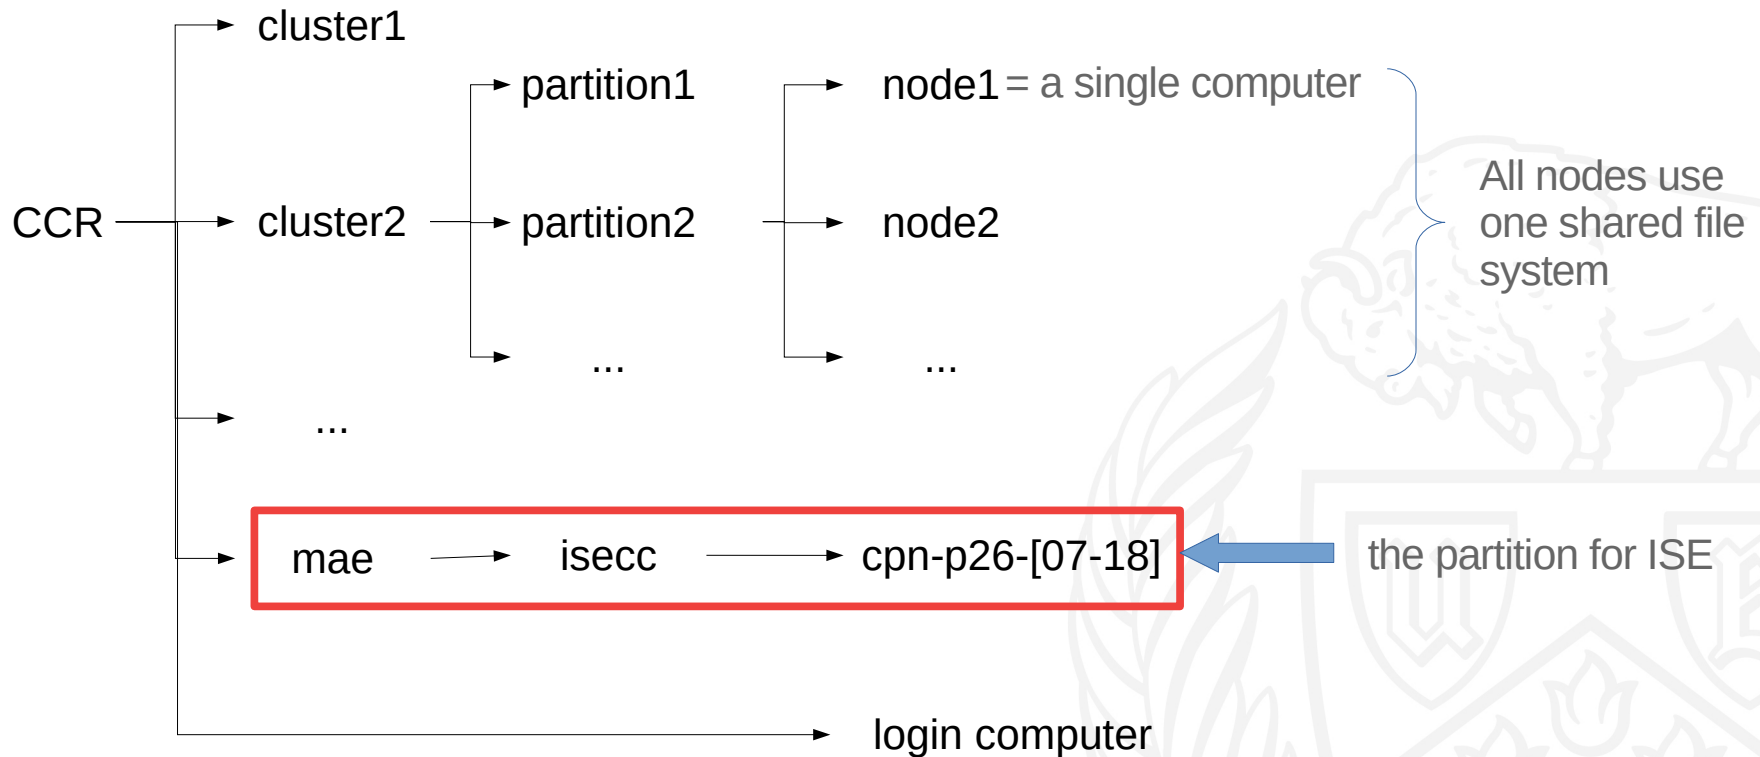 cluster1
partition1
node1 = a single computer
CCR
cluster2
partition2
node2
All nodes use
one shared file
system
...
...
...
mae
isecc
cpn-p26-[07-18]
the partition for ISE
login computer